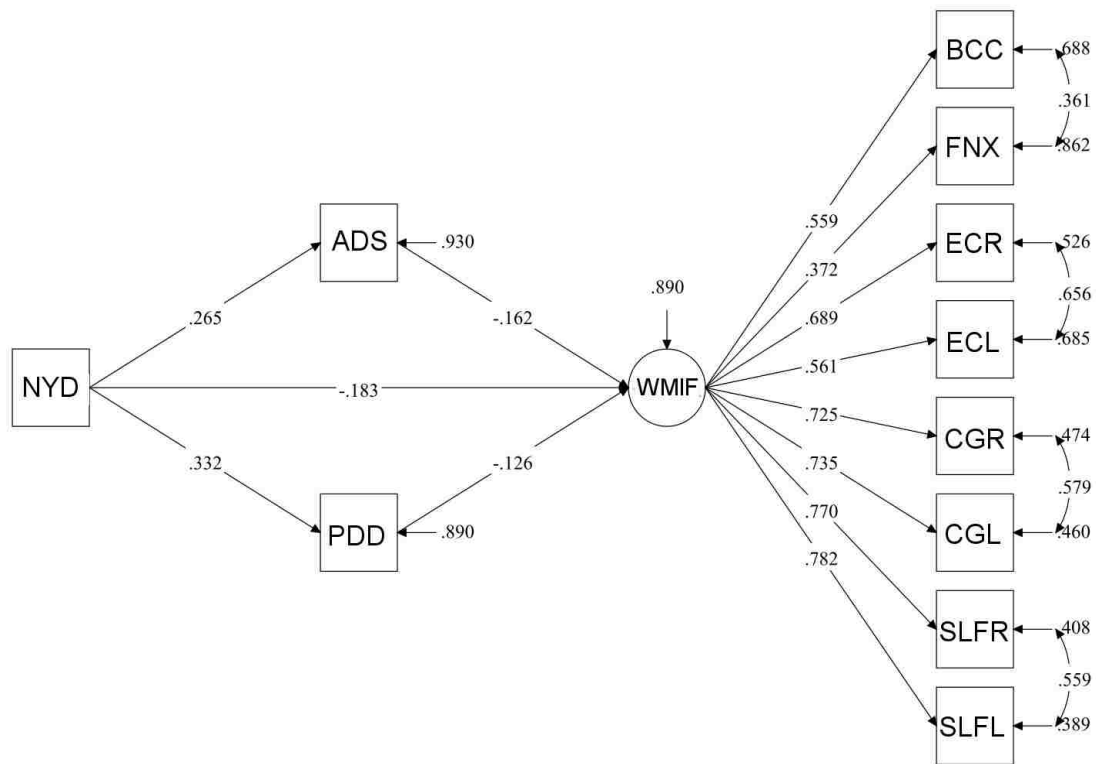 BCC
.688
.361
FNX
.862
.559
ADS
.930
ECR
.526
.372
.890
.656
.265
-.162
.689
ECL
.685
.561
NYD
-.183
WMIF
.725
CGR
.474
.332
-.126
.735
.579
.770
PDD
.890
CGL
.460
.782
SLFR
.408
.559
SLFL
.389